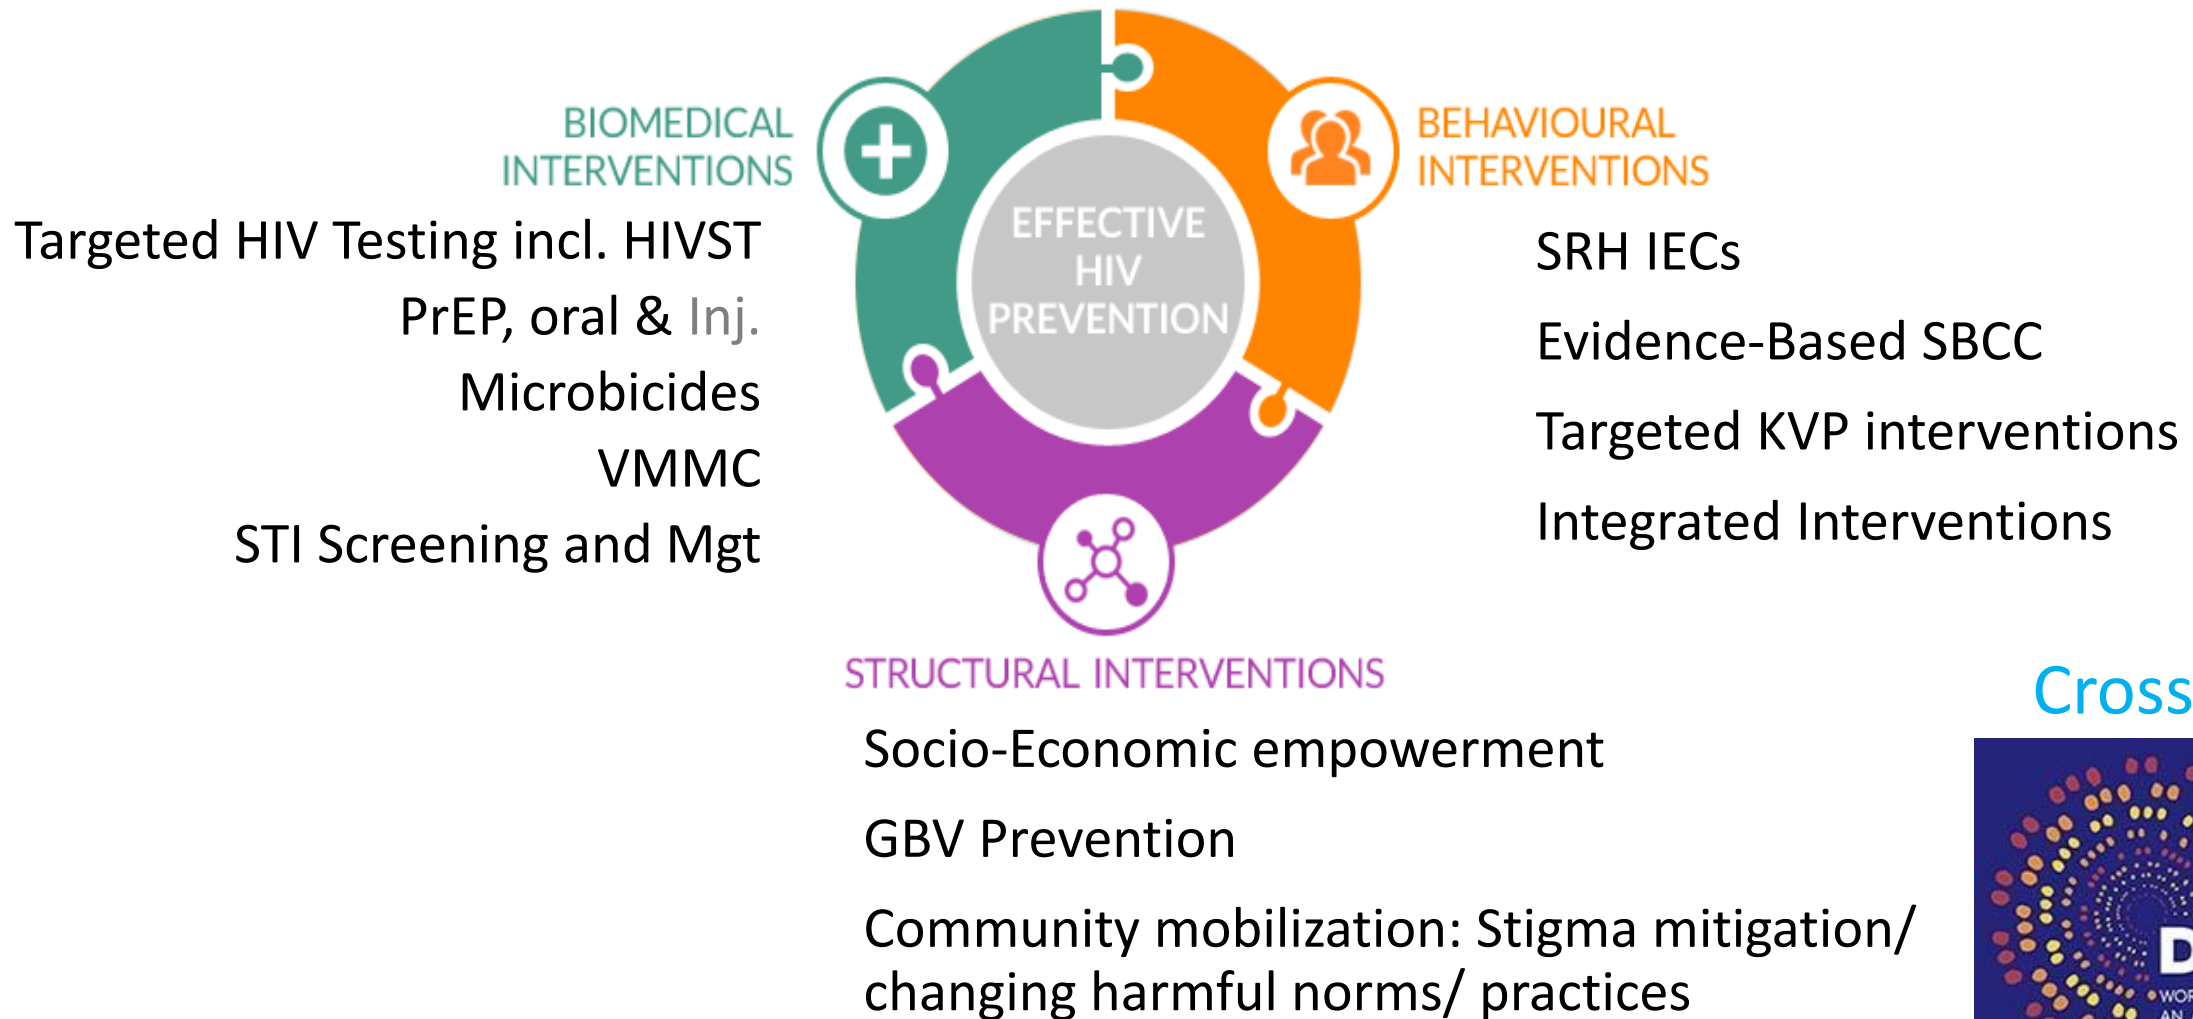 BIOMEDICAL
INTERVENTIONS
Targeted HIV Testing incl. HIVST
PrEP, oral & Inj.
Microbicides
VMMC
STI Screening and Mgt
EFFECTIVE
HIV
PREVENTION
BEHAVIOURAL
INTERVENTIONS
SRH IECs
Evidence-Based SBCC
Targeted KVP interventions
Integrated Interventions
STRUCTURAL INTERVENTIONS
Socio-Economic empowerment
GBV Prevention
Community mobilization: Stigma mitigation/
changing harmful norms/ practices
Cross
D
WOR
AN